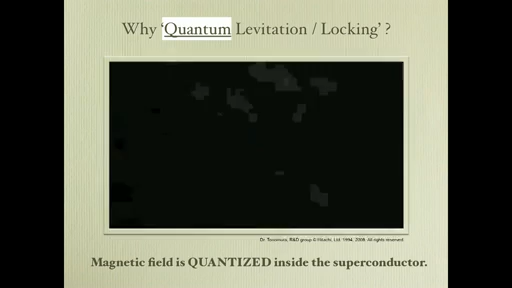 Why ‘Quantum Levitation / Locking’ ?
Dr. Tonomura, R&D group © Hitachi, Ltd. 1994, 2008. All rights reserved.
Magnetic field is QUANTIZED inside the superconductor.